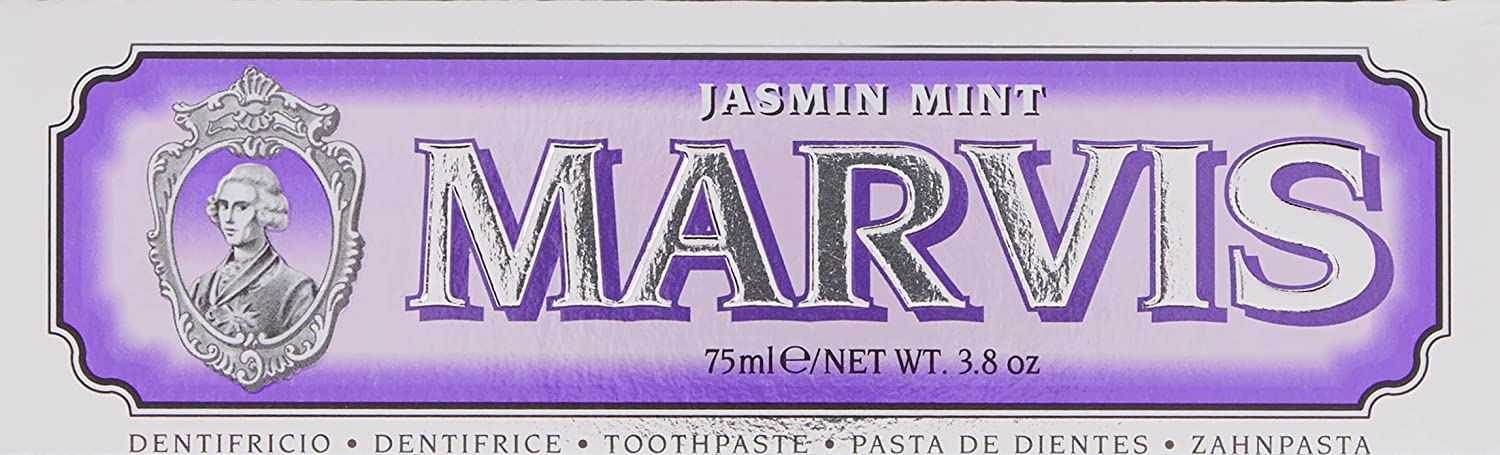 JASMIN MINT
MARVIS
75ml℮/NET WT. 3.8 oz
DENTIFRICIO • DENTIFRICE • TOOTHPASTE • PASTA DE DIENTES • ZAHNPASTA